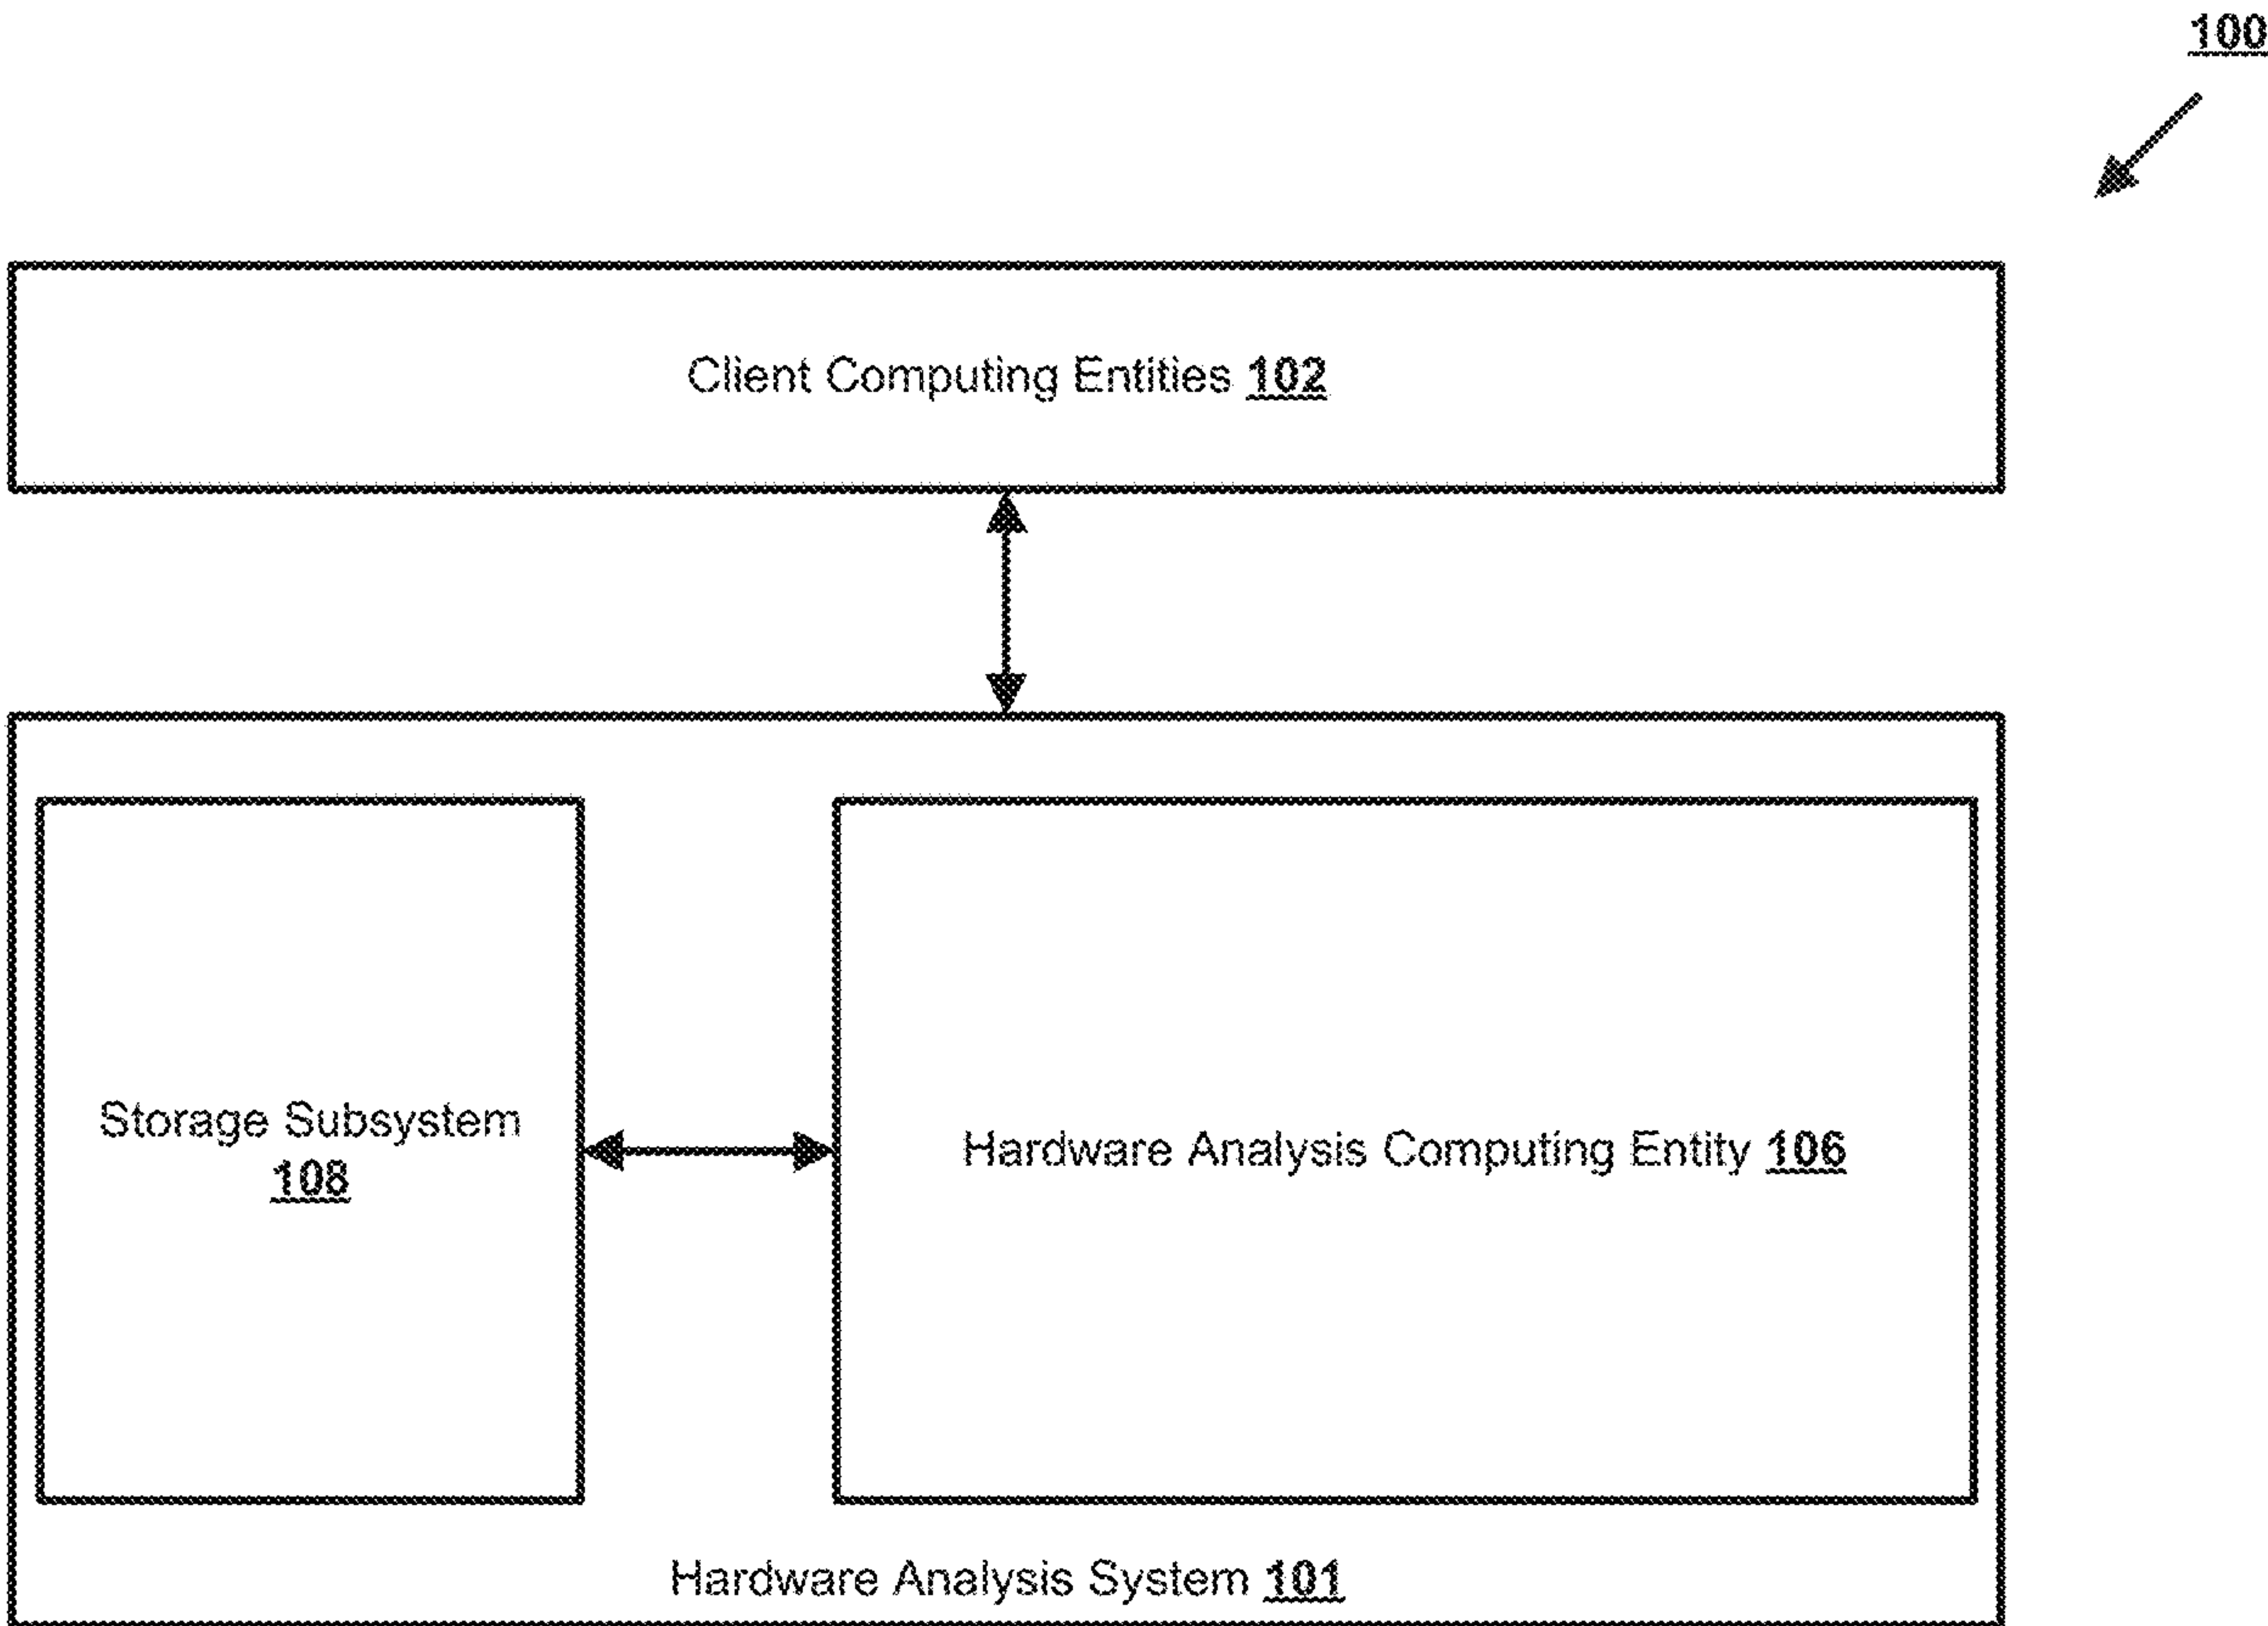 100
Client Computing Entities 102
Storage Subsystem
108
Hardware Analysis Computing Entity 106
Hardware Analysis System 101